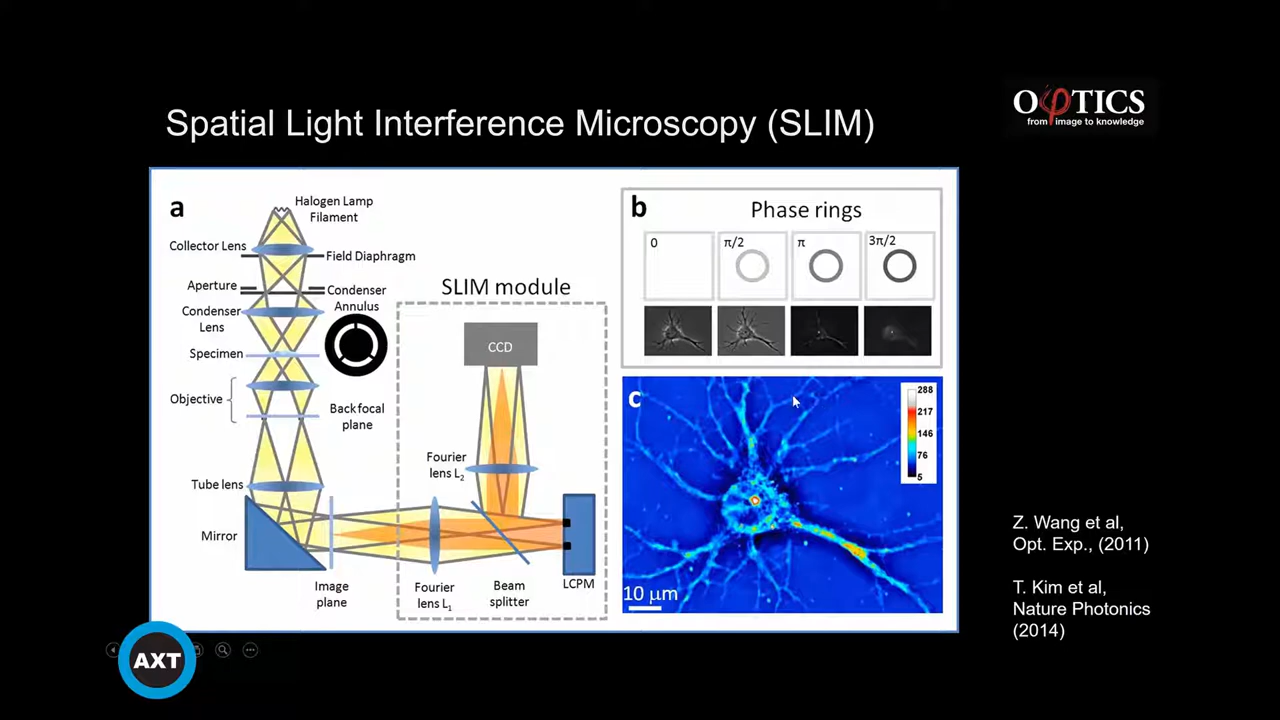 Spatial Light Interference Microscopy (SLIM)
OφTICS
from image to knowledge
a
Halogen Lamp
Filament
Collector Lens
Field Diaphragm
Aperture
Condenser
Annulus
Condenser
Lens
Specimen
Objective
Back focal
plane
Tube lens
Mirror
Image
plane
SLIM module
CCD
Fourier
lens L₂
Fourier
lens L₁
Beam
splitter
LCPM
b
Phase rings
0
π/2
π
3π/2
c
288
217
146
76
5
10 μm
Z. Wang et al,
Opt. Exp., (2011)
T. Kim et al,
Nature Photonics
(2014)
AXT